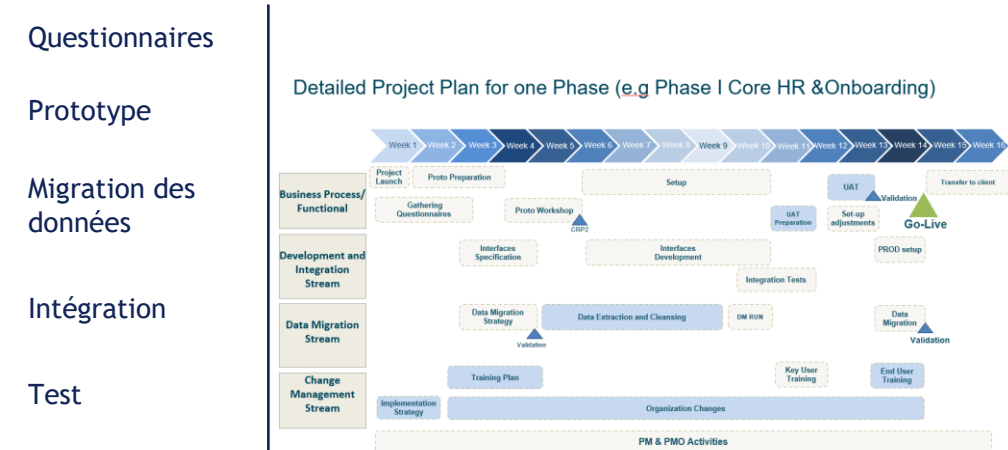 Questionnaires
Prototype
Migration des
données
Intégration
Test
Detailed Project Plan for one Phase (e.g Phase I Core HR &Onboarding)
Week 1
Week 2
Week 3
Week 4
Week 5
Week 6
Week 7
Week 8
Week 9
Week 10
Week 11
Week 12
Week 13
Week 14
Week 15
Week 16
Business Process/
Functional
Project
Launch
Proto Preparation
Setup
UAT
Validation
Transfer to client
Gathering
Questionnaires
Proto Workshop
CRP2
UAT
Preparation
Set-up
adjustments
Go-Live
Development and
Integration
Stream
Interfaces
Specification
Interfaces
Development
PROD setup
Integration Tests
Data Migration
Stream
Data Migration
Strategy
Validation
Data Extraction and Cleansing
DM RUN
Data
Migration
Validation
Change
Management
Stream
Training Plan
Key User
Training
End User
Training
Implementation
Strategy
Organization Changes
PM & PMO Activities